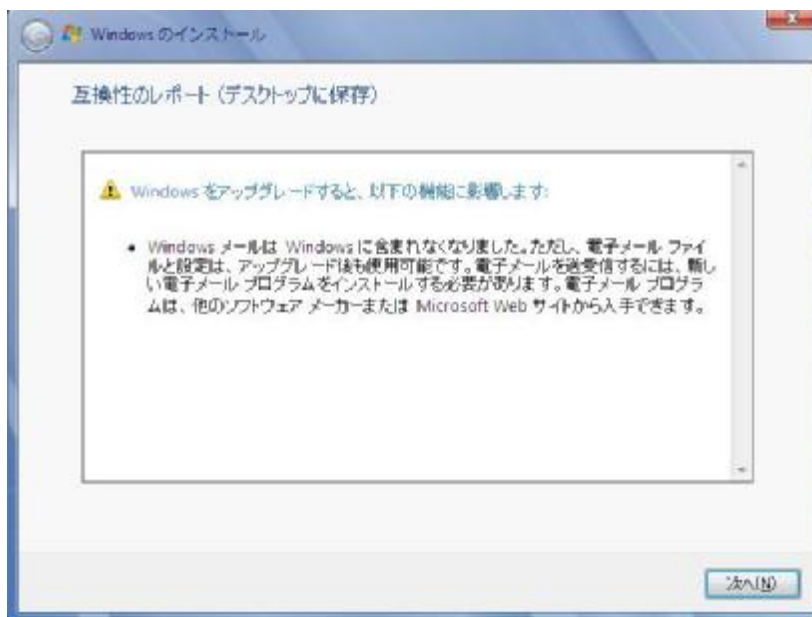 Windows のインストール
互換性のレポート (デスクトップに保存)
Windows をアップグレードすると、以下の機能に影響します:
• Windows メールは Windows に含まれなくなりました。ただし、電子メール ファイ
ルと設定は、アップグレード後も使用可能です。電子メールを送受信するには、新し
い電子メール プログラムをインストールする必要があります。電子メール プログラ
ムは、他のソフトウェア メーカーまたは Microsoft Web サイトから入手できます。
次へ(N)